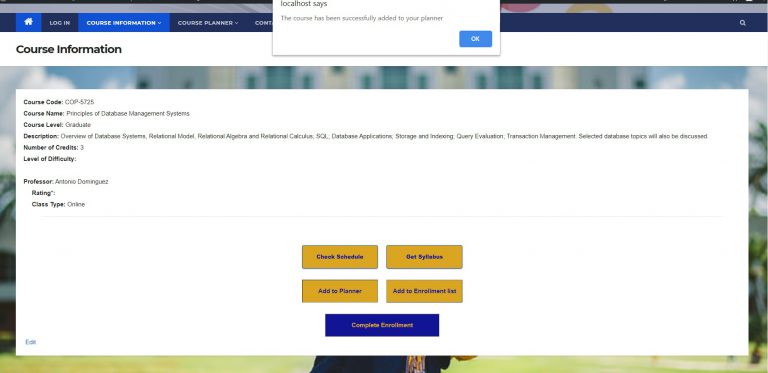 localhost says
The course has been successfully added to your planner
OK
LOG IN COURSE INFORMATION COURSE PLANNER
Course Information
Course Code: COP-5725
Course Name: Principles of Database Management Systems
Course Level: Graduate
Description: Overview of Database Systems, Relational Model, Relational Algebra and Relational Calculus; SQL; Database Applications; Storage and Indexing; Query Evaluation; Transaction Management. Selected database topics will also be discussed.
Number of Credits: 3
Level of Difficulty:
Professor: Antonio Dominguez
Rating*:
Class Type: Online
Check Schedule Get Syllabus
Add to Planner Add to Enrollment list
Complete Enrollment
Edit